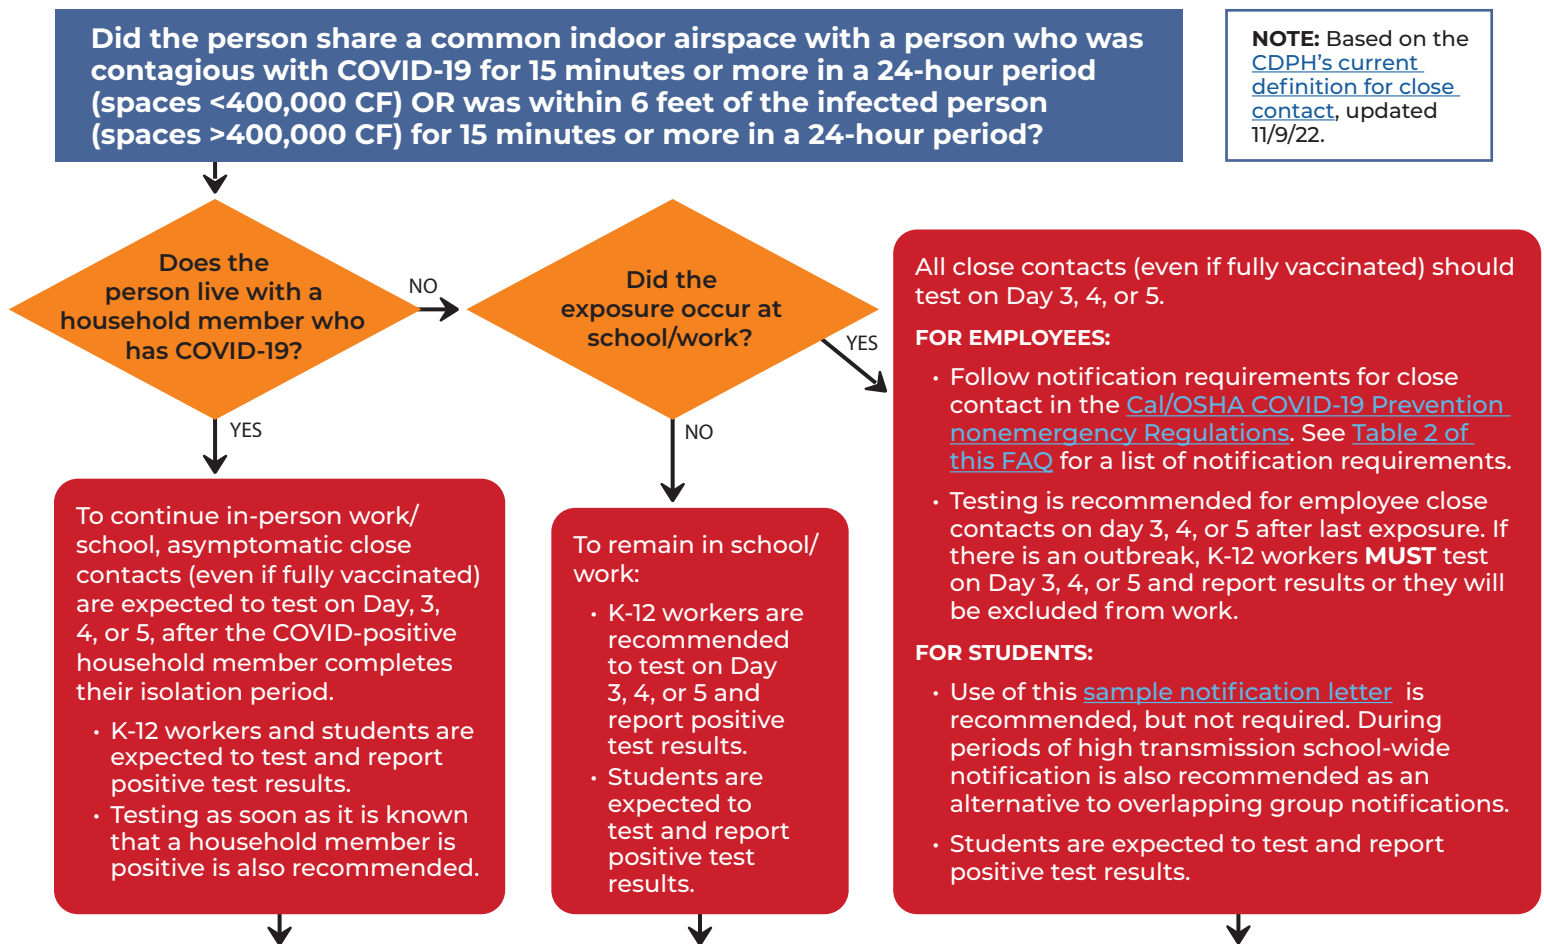 Did the person share a common indoor airspace with a person who was
contagious with COVID-19 for 15 minutes or more in a 24-hour period
(spaces <400,000 CF) OR was within 6 feet of the infected person
(spaces >400,000 CF) for 15 minutes or more in a 24-hour period?
NOTE: Based on the
CDPH's current
definition for close
contact, updated
11/9/22.
Does the
person live with a
household member who
has COVID-19?
NO
Did the
exposure occur at
school/work?
YES
YES
NO
To continue in-person work/
school, asymptomatic close
contacts (even if fully vaccinated)
are expected to test on Day, 3,
4, or 5, after the COVID-positive
household member completes
their isolation period.
• K-12 workers and students are
expected to test and report
positive test results.
• Testing as soon as it is known
that a household member is
positive is also recommended.
To remain in school/
work:
• K-12 workers are
recommended
to test on Day
3, 4, or 5 and
report positive
test results.
• Students are
expected to
test and report
positive test
results.
All close contacts (even if fully vaccinated) should
test on Day 3, 4, or 5.
FOR EMPLOYEES:
• Follow notification requirements for close
contact in the Cal/OSHA COVID-19 Prevention
nonemergency Regulations. See Table 2 of
this FAQ for a list of notification requirements.
• Testing is recommended for employee close
contacts on day 3, 4, or 5 after last exposure. If
there is an outbreak, K-12 workers MUST test
on Day 3, 4, or 5 and report results or they will
be excluded from work.
FOR STUDENTS:
• Use of this sample notification letter is
recommended, but not required. During
periods of high transmission school-wide
notification is also recommended as an
alternative to overlapping group notifications.
• Students are expected to test and report
positive test results.